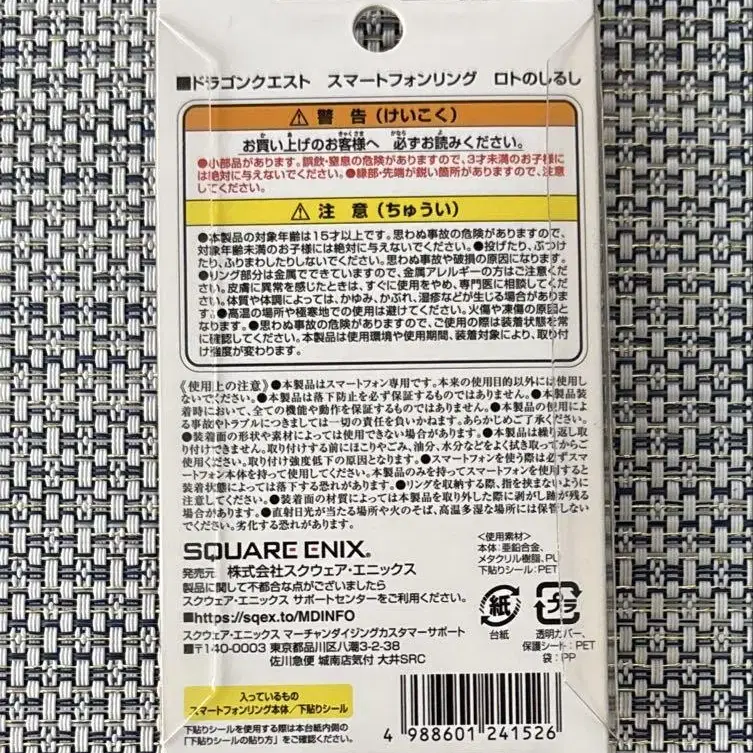 ■ドラゴンクエスト　スマートフォンリング　ロトのしるし
⚠ 警 告（けいこく）
お買い上げのお客様へ　必ずお読みください。
●小部品があります。誤飲・窒息の危険がありますので、3才未満のお子様に
は絶対に与えないでください。●縁部・先端が鋭い箇所がありますので、注意
してください。
⚠ 注 意（ちゅうい）
●本製品の対象年齢は15才以上です。思わぬ事故の危険がありますので、
対象年齢未満のお子様には絶対に与えないでください。●投げたり、ぶつけ
たり、ふりまわしたりしないでください。思わぬ事故や破損の原因になります。
●リング部分は金属でできていますので、金属アレルギーの方はご注意くだ
さい。皮膚に異常を感じたときは、すぐに使用をやめ、専門医に相談してくだ
さい。体質や体調によっては、かゆみ、かぶれ、湿疹などが生じる場合がありま
す。●高温の場所や極寒地での使用は避けてください。火傷や凍傷の原因と
なります。●思わぬ事故の危険がありますので、ご使用の際は装着状態を常
に確認してください。本製品は使用環境や使用期間、装着対象により、取り付
け強度が変わります。
《使用上の注意》●本製品はスマートフォン専用です。本来の使用目的以外には使用し
ないでください。●本製品は落下防止を必ず保証するものではありません。●本製品装
着時において、全ての機能や動作を保証するものではありません。●本製品の使用によ
る事故やトラブルにつきましては一切の責任を負いかねます。あらかじめご了承ください。
●装着面の形状や素材によっては使用できない場合があります。●本製品は繰り返し取
り付けできません。取り付けする前にほこりやごみ、油分、水分などをよく拭き取ってからご
使用ください。取り付け強度低下の原因となります。●スマートフォンを使う際は必ずスマ
ートフォン本体を持って使用してください。本製品のみを持ってスマートフォンを使用すると
装着状態によっては落下する恐れがあります。●リングを収納する際、指を挟まないように
注意してください。●装着面の材質によっては本製品を取り外した際に剥がし跡が残る
場合があります。●直射日光が当たる場所や火のそば、高温多湿な場所には保管しない
でください。劣化する恐れがあります。
SQUARE ENIX®
発売元　株式会社スクウェア・エニックス
製品に関して不都合な点がございましたら
スクウェア・エニックス サポートセンターをご利用ください。
■https://sqex.to/MDINFO
スクウェア・エニックス マーチャンダイジングカスタマーサポート
■〒140-0003　東京都品川区八潮3-2-38
佐川急便 城南店気付 大井SRC
＜使用素材＞
本体:亜鉛合金、
メタクリル樹脂、PU
下貼りシール:PET
紙
台紙
プラ
透明カバー、
保護シート:PET
袋:PP
入っているもの
スマートフォンリング本体／下貼りシール
下貼りシールを使用する際は本台紙内側の
「下貼りシールの貼り方」をご確認ください。
4 988601 241526